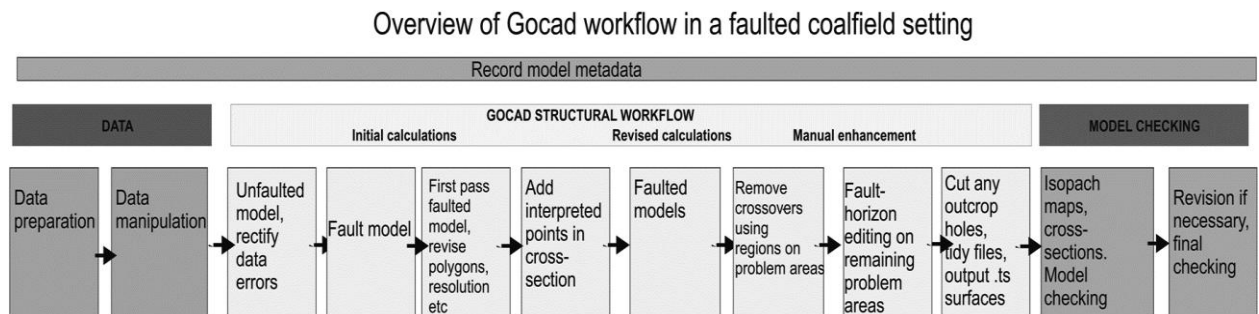 Overview of Gocad workflow in a faulted coalfield setting
Record model metadata
DATA
GOCAD STRUCTURAL WORKFLOW
Initial calculations
Revised calculations
Manual enhancement
MODEL CHECKING
Data
preparation
Data
manipulation
Unfaulted
model,
rectify
data
errors
Fault model
First pass
faulted
model,
revise
polygons,
resolution
etc
Add
interpreted
points in
cross-
section
Faulted
models
Remove
crossovers
using
regions on
problem areas
Fault-
horizon
editing on
remaining
problem
areas
Cut any
outcrop
holes,
tidy files,
output .ts
surfaces
Isopach
maps,
cross-
sections.
Model
checking
Revision if
necessary,
final
checking